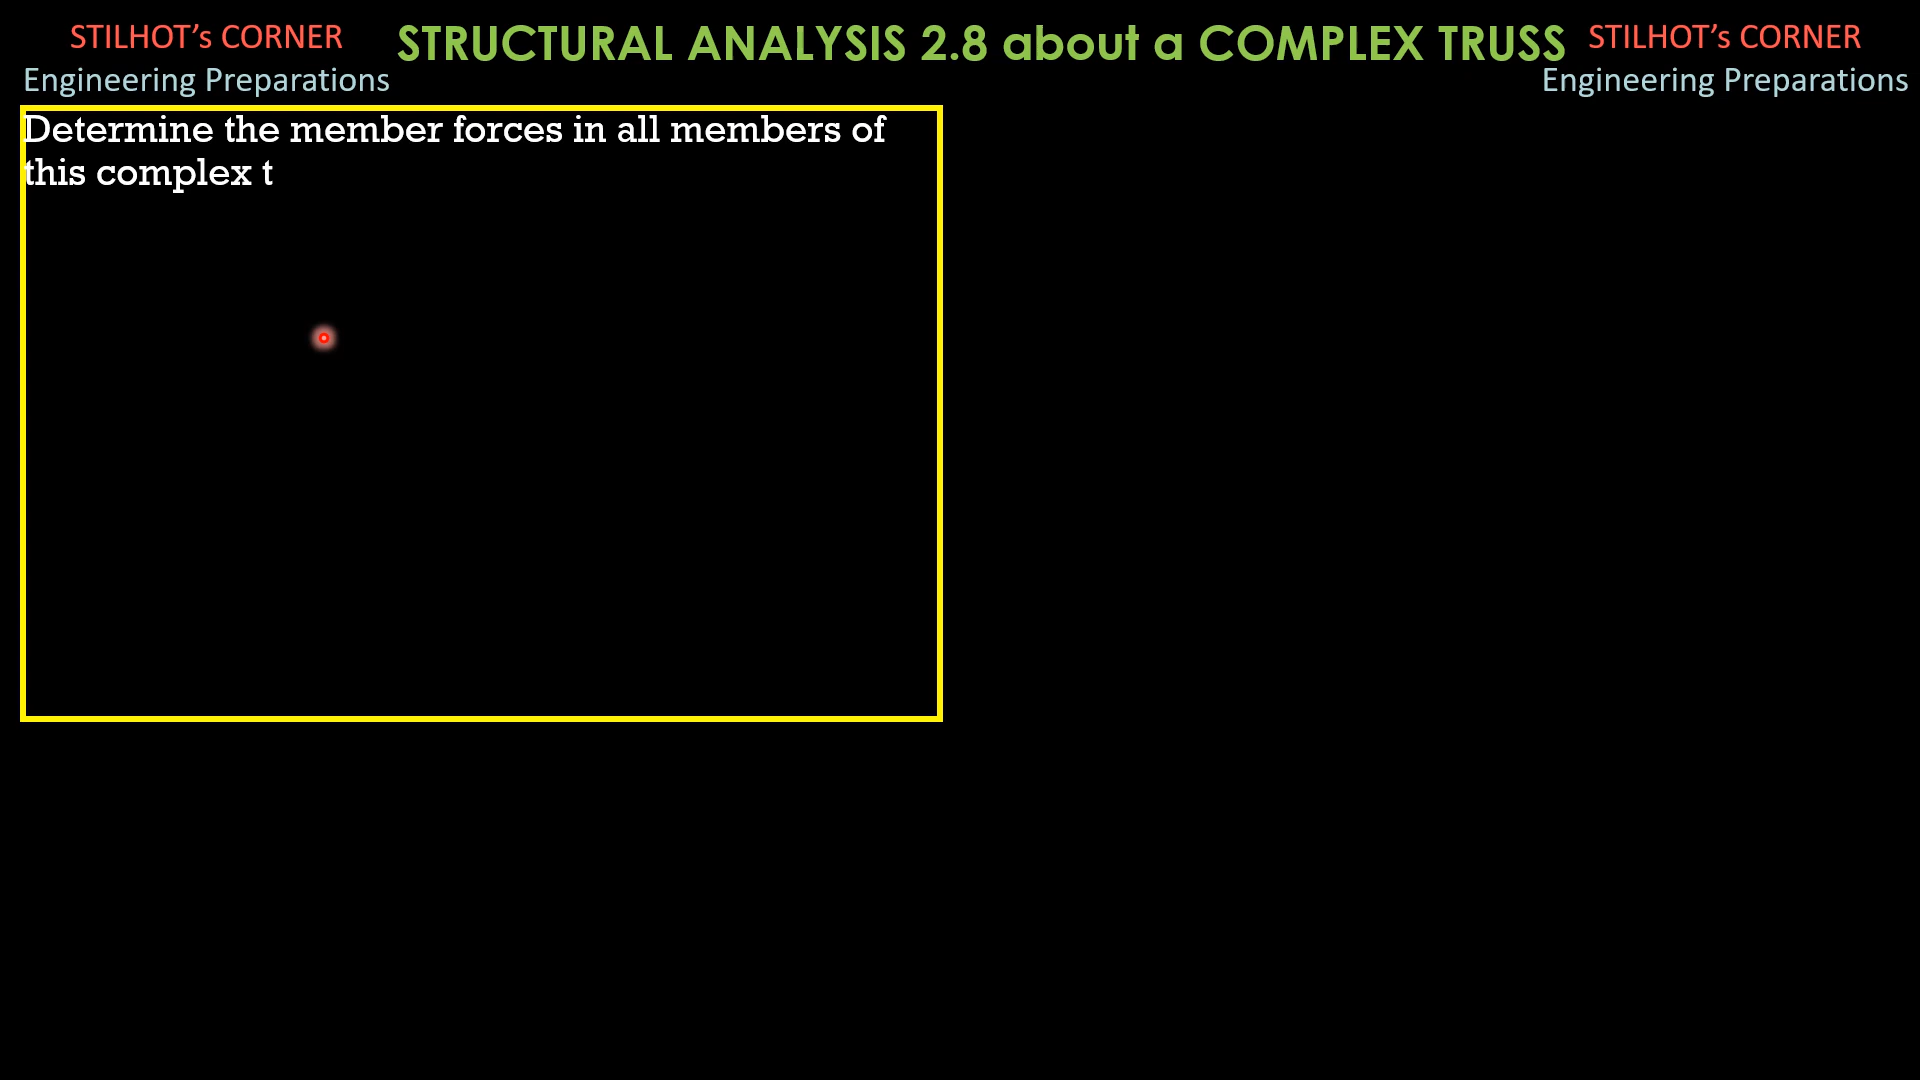 STILHOT’s CORNER
Engineering Preparations
STRUCTURAL ANALYSIS 2.8 about a COMPLEX TRUSS
STILHOT’s CORNER
Engineering Preparations
Determine the member forces in all members of
this complex t